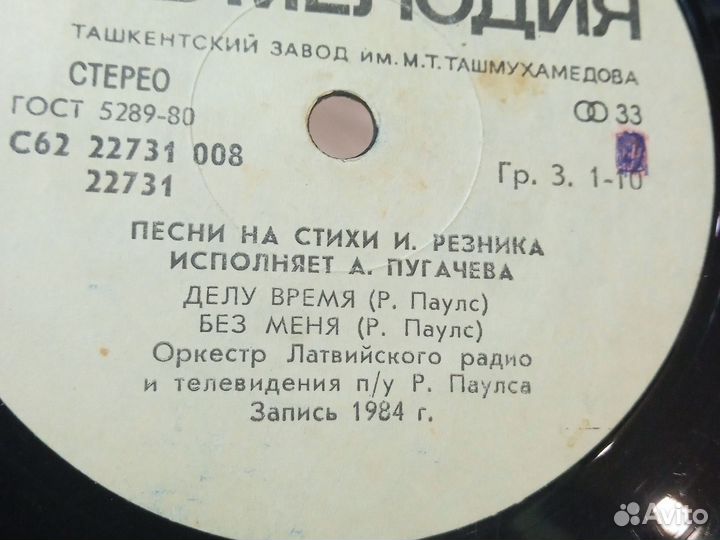 МЕЛОДИЯ
ТАШКЕНТСКИЙ ЗАВОД ИМ. М.Т. ТАШМУХАМЕДОВА
СТЕРЕО
ГОСТ 5289-80
33
С62 22731 008
22731
Гр. 3. 1-10
ПЕСНИ НА СТИХИ И. РЕЗНИКА
ИСПОЛНЯЕТ А. ПУГАЧЕВА
ДЕЛУ ВРЕМЯ (Р. Паулс)
БЕЗ МЕНЯ (Р. Паулс)
Оркестр Латвийского радио
и телевидения п/у Р. Паулса
Запись 1984 г.
Avito